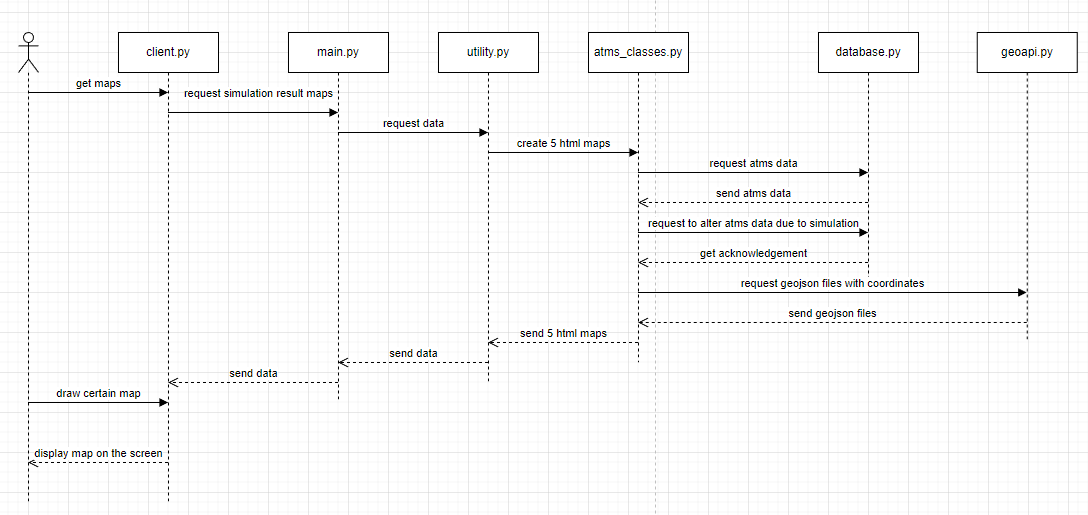 client.py
main.py
utility.py
atms_classes.py
database.py
geoapi.py
get maps
request simulation result maps
request data
create 5 html maps
request atms data
send atms data
request to alter atms data due to simulation
get acknowledgement
request geojson files with coordinates
send geojson files
send 5 html maps
send data
send data
draw certain map
display map on the screen